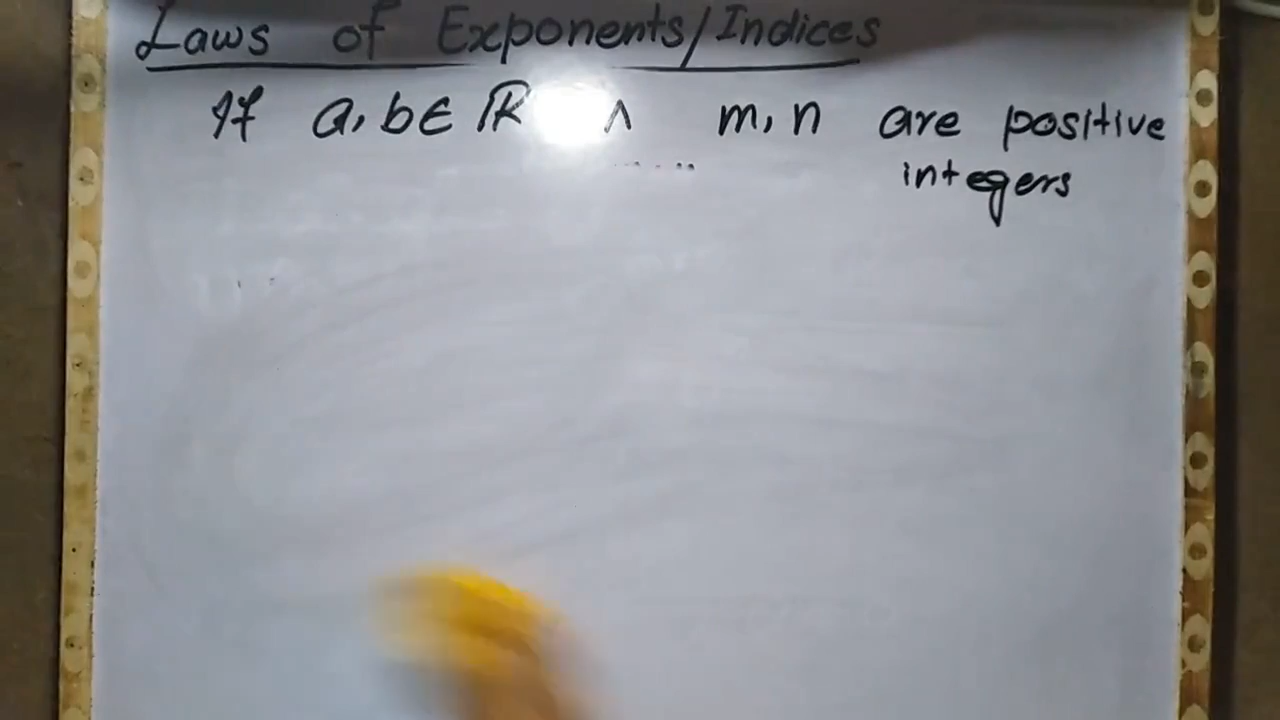 Laws of Exponents/Indices
If a, b ∈ ℝ ∧ m, n are positive
integers